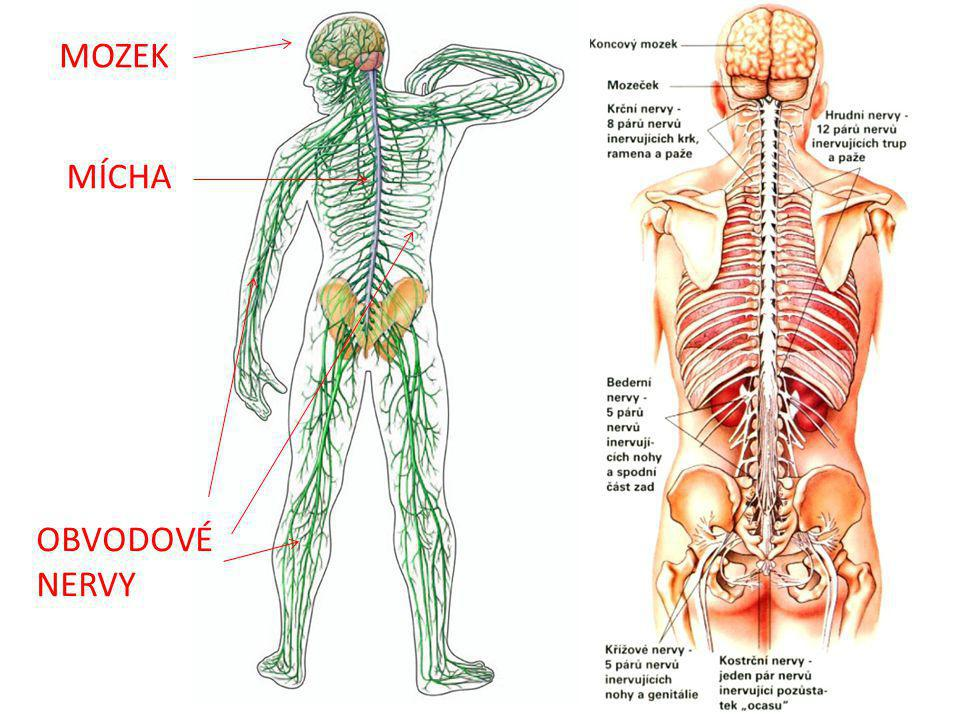 MOZEK
MÍCHA
OBVODOVÉ
NERVY
Koncový mozek
Mozeček
Krční nervy -
8 párů nervů
inervujících krk,
ramena a paže
Hrudní nervy -
12 párů nervů
inervujících trup
a paže
Bederní
nervy -
5 párů
nervů
inervují-
cích nohy
a spodní
část zad
Křížové nervy -
5 párů nervů
inervujících
nohy a genitálie
Kostrční nervy -
jeden pár nervů
inervující pozůsta-
tek „ocasu"